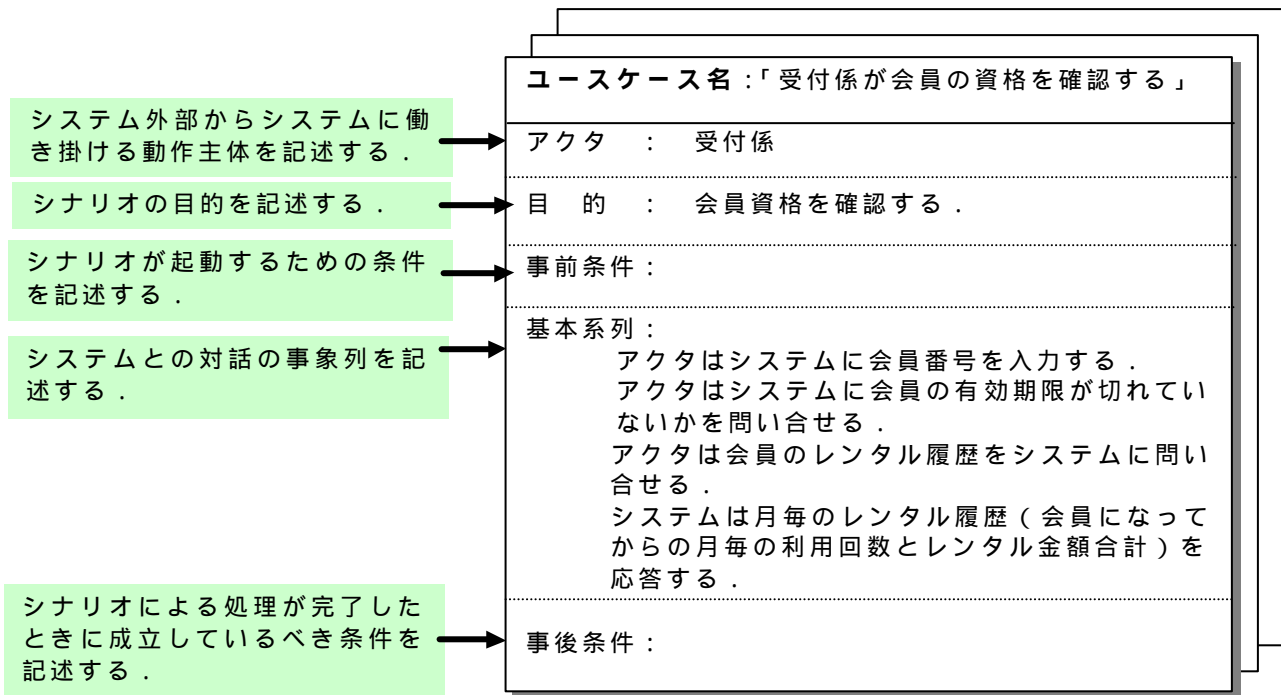 ユースケース名:「受付係が会員の資格を確認する」
システム外部からシステムに働
き掛ける動作主体を記述する.
アクタ : 受付係
シナリオの目的を記述する.
目 的 : 会員資格を確認する.
シナリオが起動するための条件
を記述する.
事前条件:
システムとの対話の事象列を記
述する.
基本系列:
アクタはシステムに会員番号を入力する.
アクタはシステムに会員の有効期限が切れてい
ないかを問い合せる.
アクタは会員のレンタル履歴をシステムに問い
合せる.
システムは月毎のレンタル履歴(会員になって
からの月毎の利用回数とレンタル金額合計)を
応答する.
シナリオによる処理が完了した
ときに成立しているべき条件を
記述する.
事後条件: